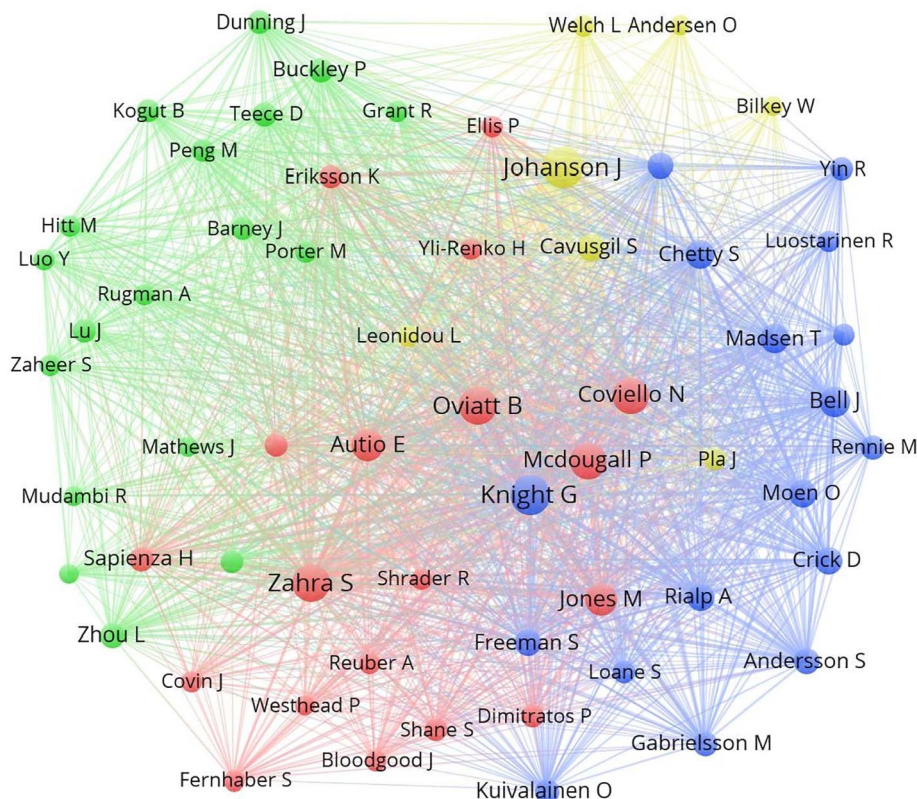 Dunning J
Welch L
Andersen O
Buckley P
Kogut B
Teece D
Grant R
Bilkey W
Ellis P
Peng M
Johanson J
Yin R
Eriksson K
Hitt M
Barney J
Porter M
Yli-Renko H
Cavusgil S
Chetty S
Luostarinen R
Luo Y
Rugman A
Lu J
Leonidou L
Madsen T
Zaheer S
Oviatt B
Coviello N
Bell J
Mathews J
Autio E
Mcdougall P
Pla J
Rennie M
Mudambi R
Knight G
Moen O
Sapienza H
Zahra S
Shrader R
Crick D
Jones M
Rialp A
Zhou L
Freeman S
Reuber A
Loane S
Andersson S
Covin J
Westhead P
Shane S
Dimitratos P
Gabrielsson M
Bloodgood J
Fernhaber S
Kuivalainen O